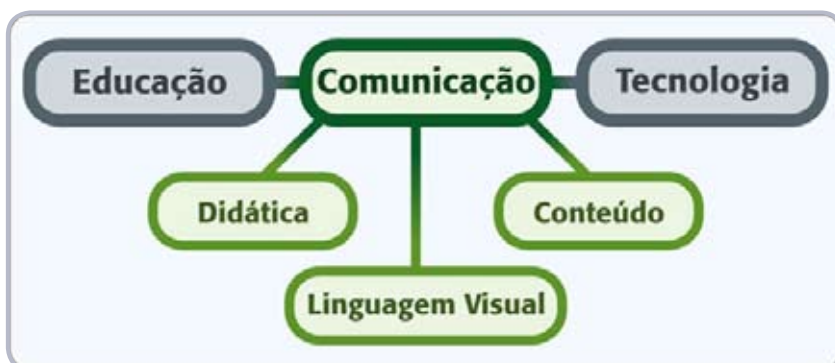 Educação
Comunicação
Tecnologia
Didática
Conteúdo
Linguagem Visual